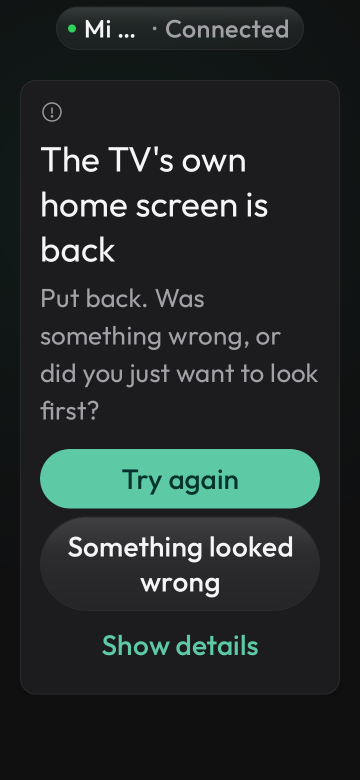 Mi ... · Connected
The TV's own
home screen is
back
Put back. Was
something wrong, or
did you just want to look
first?
Try again
Something looked
wrong
Show details